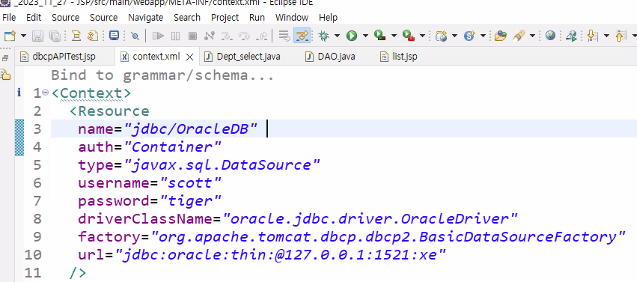 _2023_11_27 - JSP/src/main/webapp/META-INF/context.xml - Eclipse IDE
File Edit Source Navigate Search Project Run Window Help
dbcpAPITest.jsp context.xml Dept_select.java DAO.java list.jsp
Bind to grammar/schema...
1 <Context>
2 <Resource
3 name="jdbc/OracleDB"
4 auth="Container"
5 type="javax.sql.DataSource"
6 username="scott"
7 password="tiger"
8 driverClassName="oracle.jdbc.driver.OracleDriver"
9 factory="org.apache.tomcat.dbcp.dbcp2.BasicDataSourceFactory"
10 url="jdbc:oracle:thin:@127.0.0.1:1521:xe"
11 />